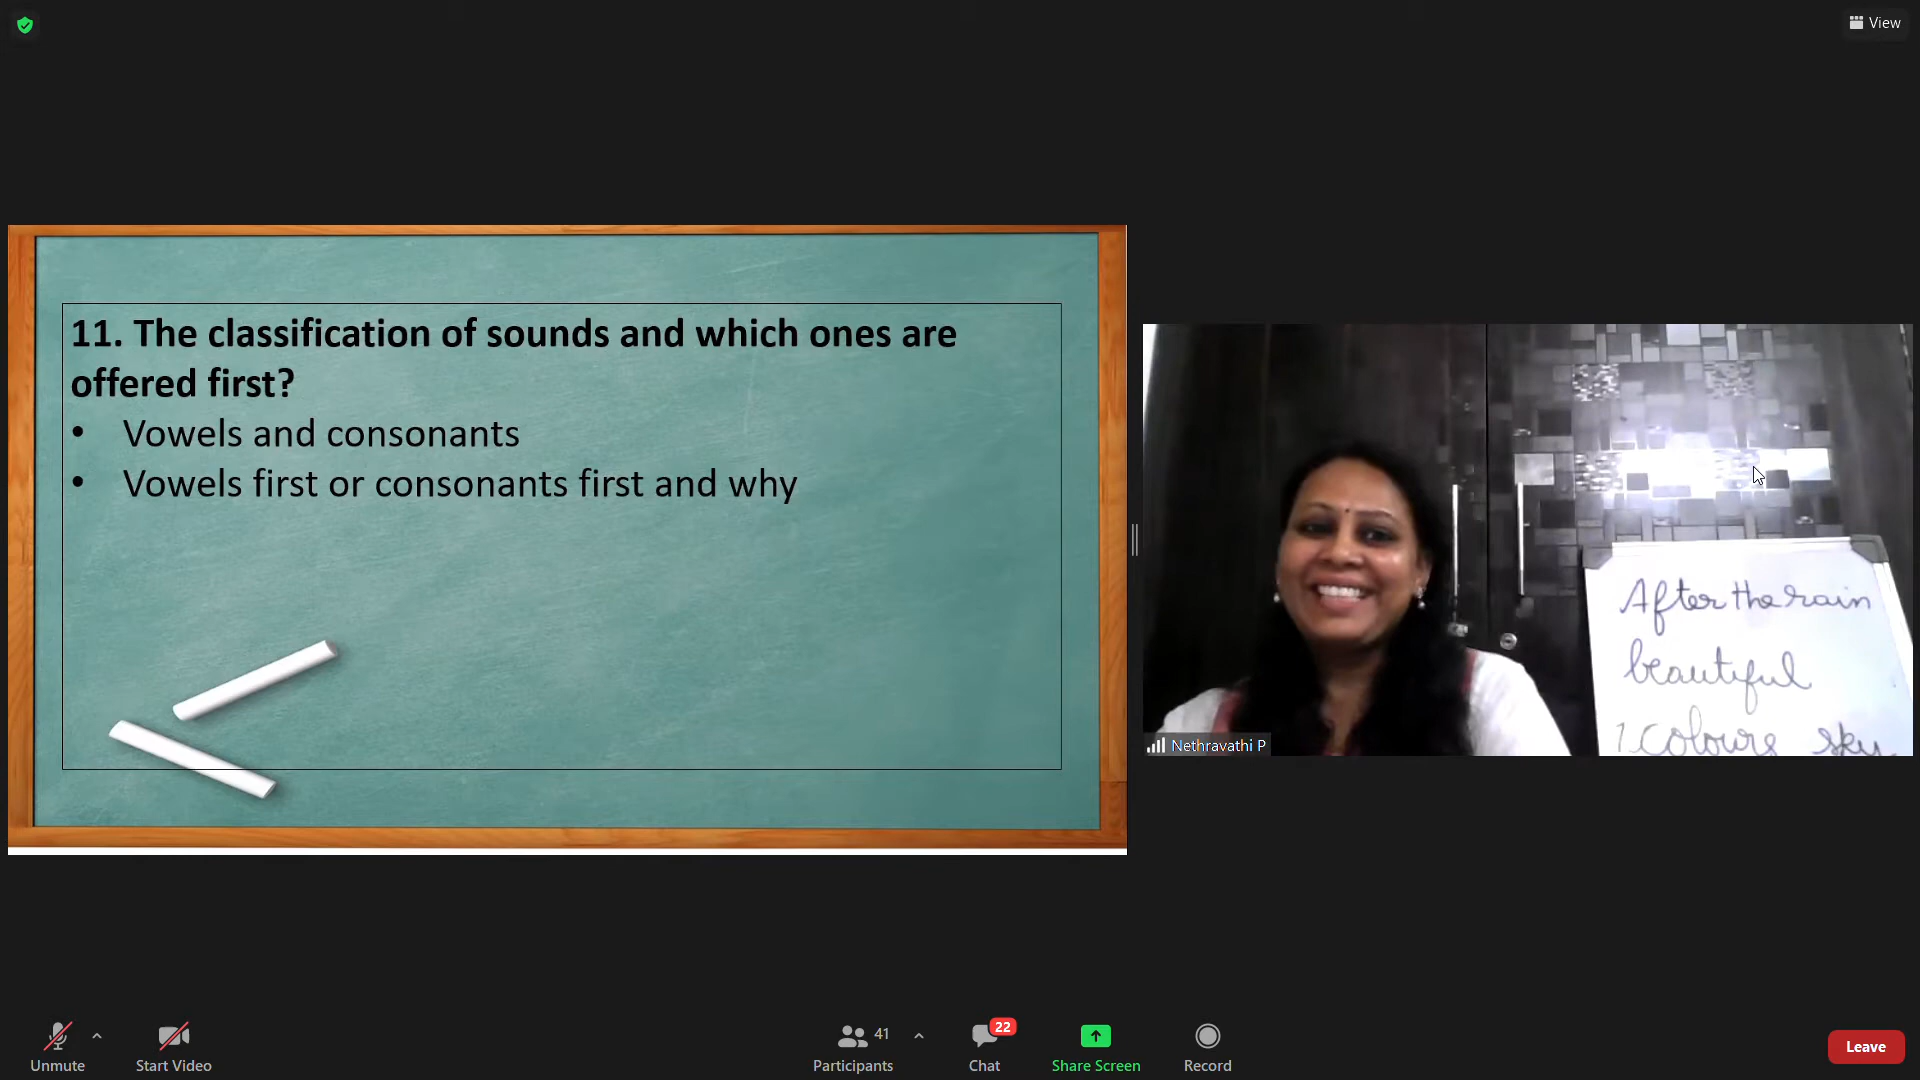 View
11. The classification of sounds and which ones are
offered first?
• Vowels and consonants
• Vowels first or consonants first and why
After the rain
beautiful
1. Colours sky
Nethravathi P
Unmute
Start Video
41
Participants
22
Chat
Share Screen
Record
Leave